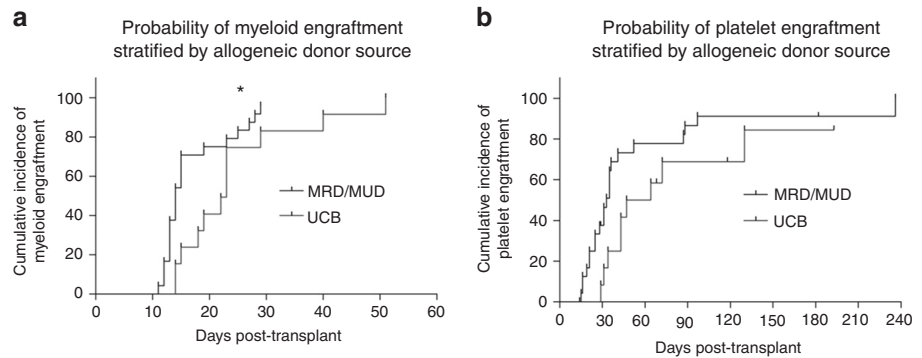 a
Probability of myeloid engraftment
stratified by allogeneic donor source
Cumulative incidence of
myeloid engraftment
100
80
60
40
20
0
*
MRD/MUD
UCB
0 10 20 30 40 50 60
Days post-transplant
b
Probability of platelet engraftment
stratified by allogeneic donor source
Cumulative incidence of
platelet engraftment
100
80
60
40
20
0
MRD/MUD
UCB
0 30 60 90 120 150 180 210 240
Days post-transplant